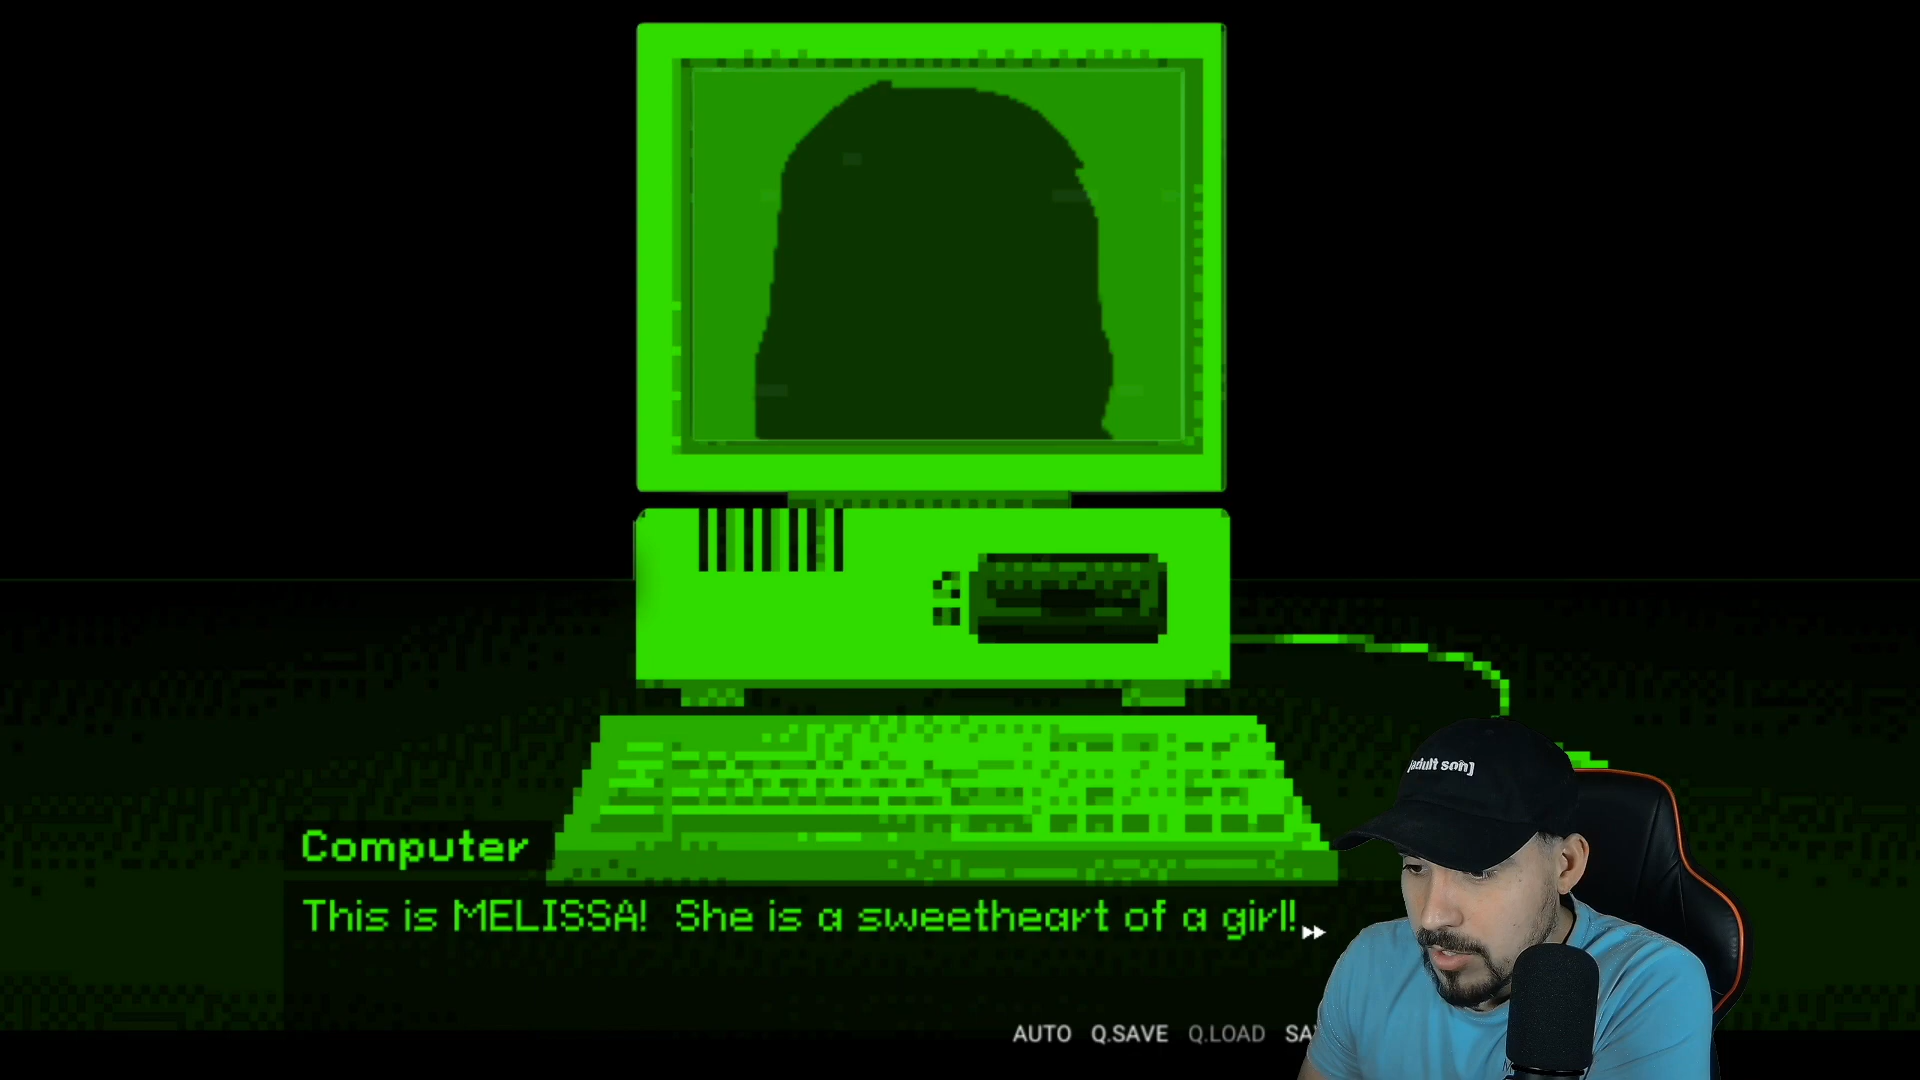 [adult son]
Computer
This is MELISSA!  She is a sweetheart of a girl!
AUTO Q.SAVE Q.LOAD